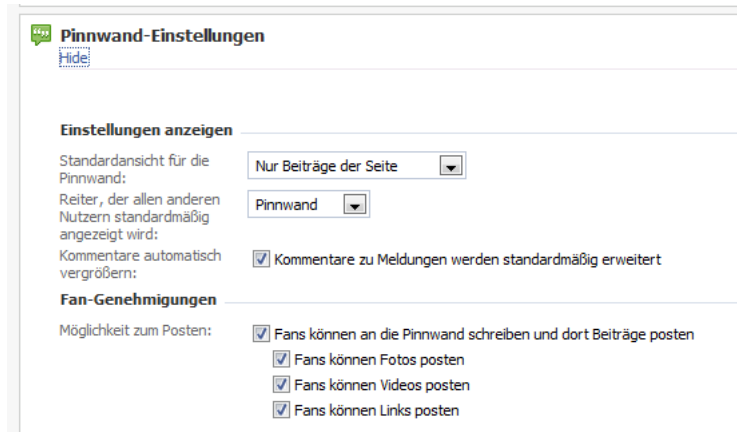 Pinnwand-Einstellungen
Hide
Einstellungen anzeigen
Standardansicht für die
Pinnwand:
Nur Beiträge der Seite
Reiter, der allen anderen
Nutzern standardmäßig
angezeigt wird:
Pinnwand
Kommentare automatisch
vergrößern:
Kommentare zu Meldungen werden standardmäßig erweitert
Fan-Genehmigungen
Möglichkeit zum Posten:
Fans können an die Pinnwand schreiben und dort Beiträge posten
Fans können Fotos posten
Fans können Videos posten
Fans können Links posten